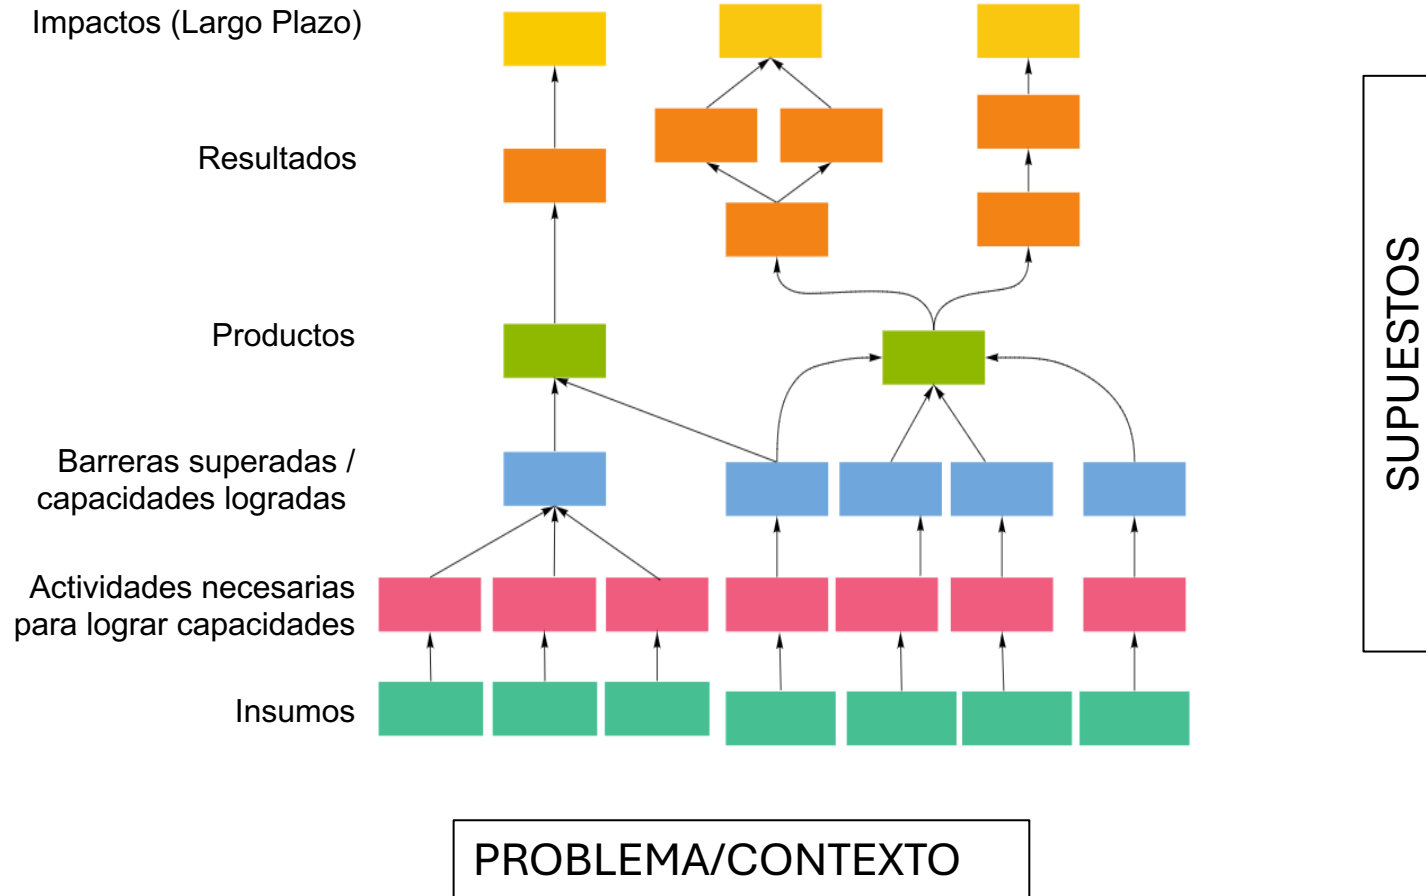 Impactos (Largo Plazo)
Resultados
Productos
Barreras superadas /
capacidades logradas
Actividades necesarias
para lograr capacidades
Insumos
SUPUESTOS
PROBLEMA/CONTEXTO